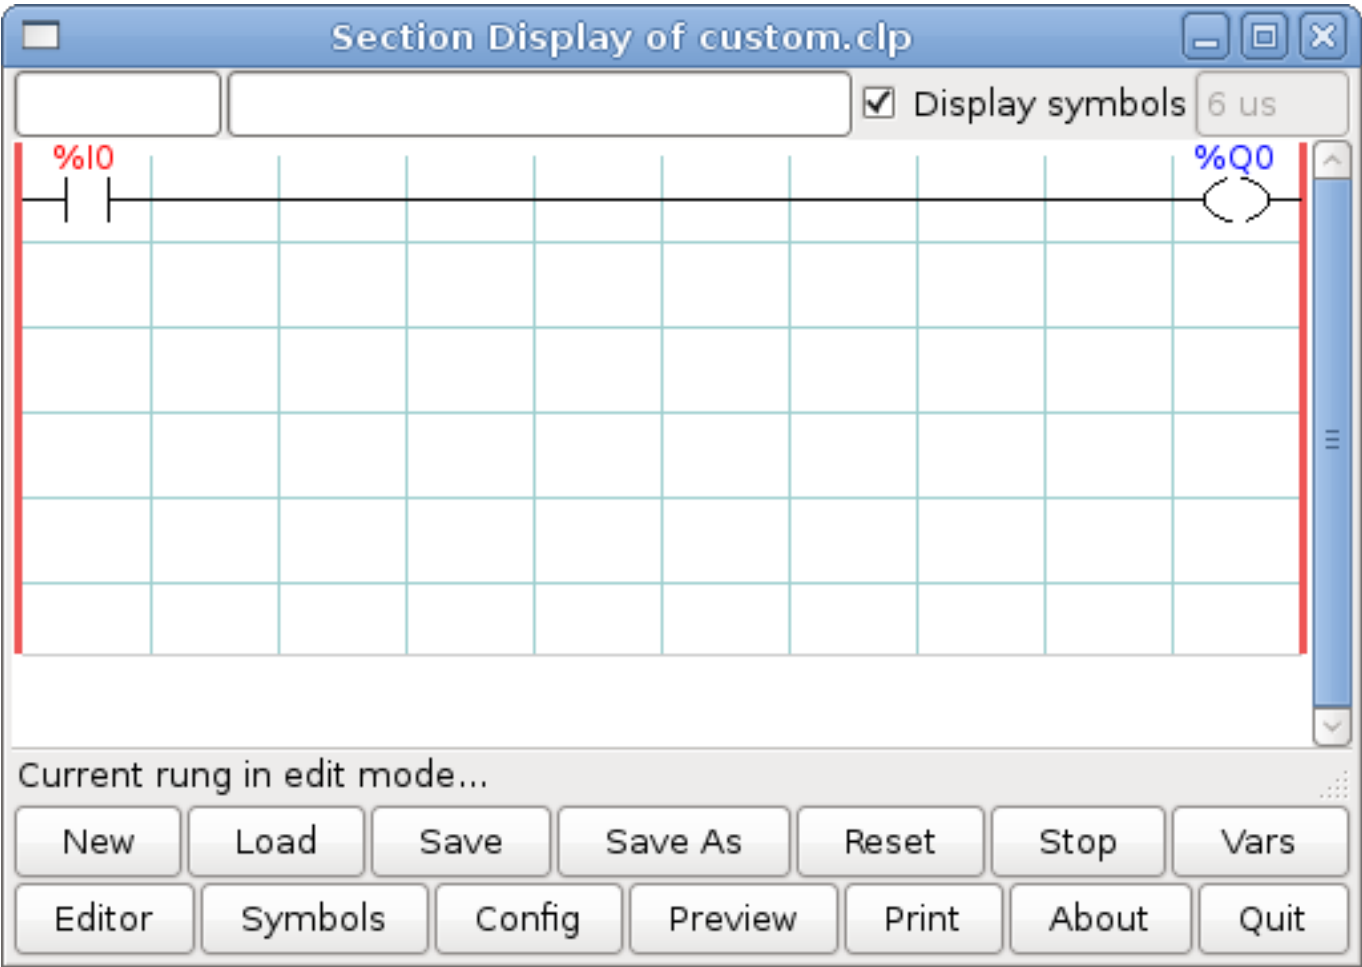 Section Display of custom.clp
Display symbols 6 us
%I0 %Q0
Current rung in edit mode...
New Load Save Save As Reset Stop Vars
Editor Symbols Config Preview Print About Quit